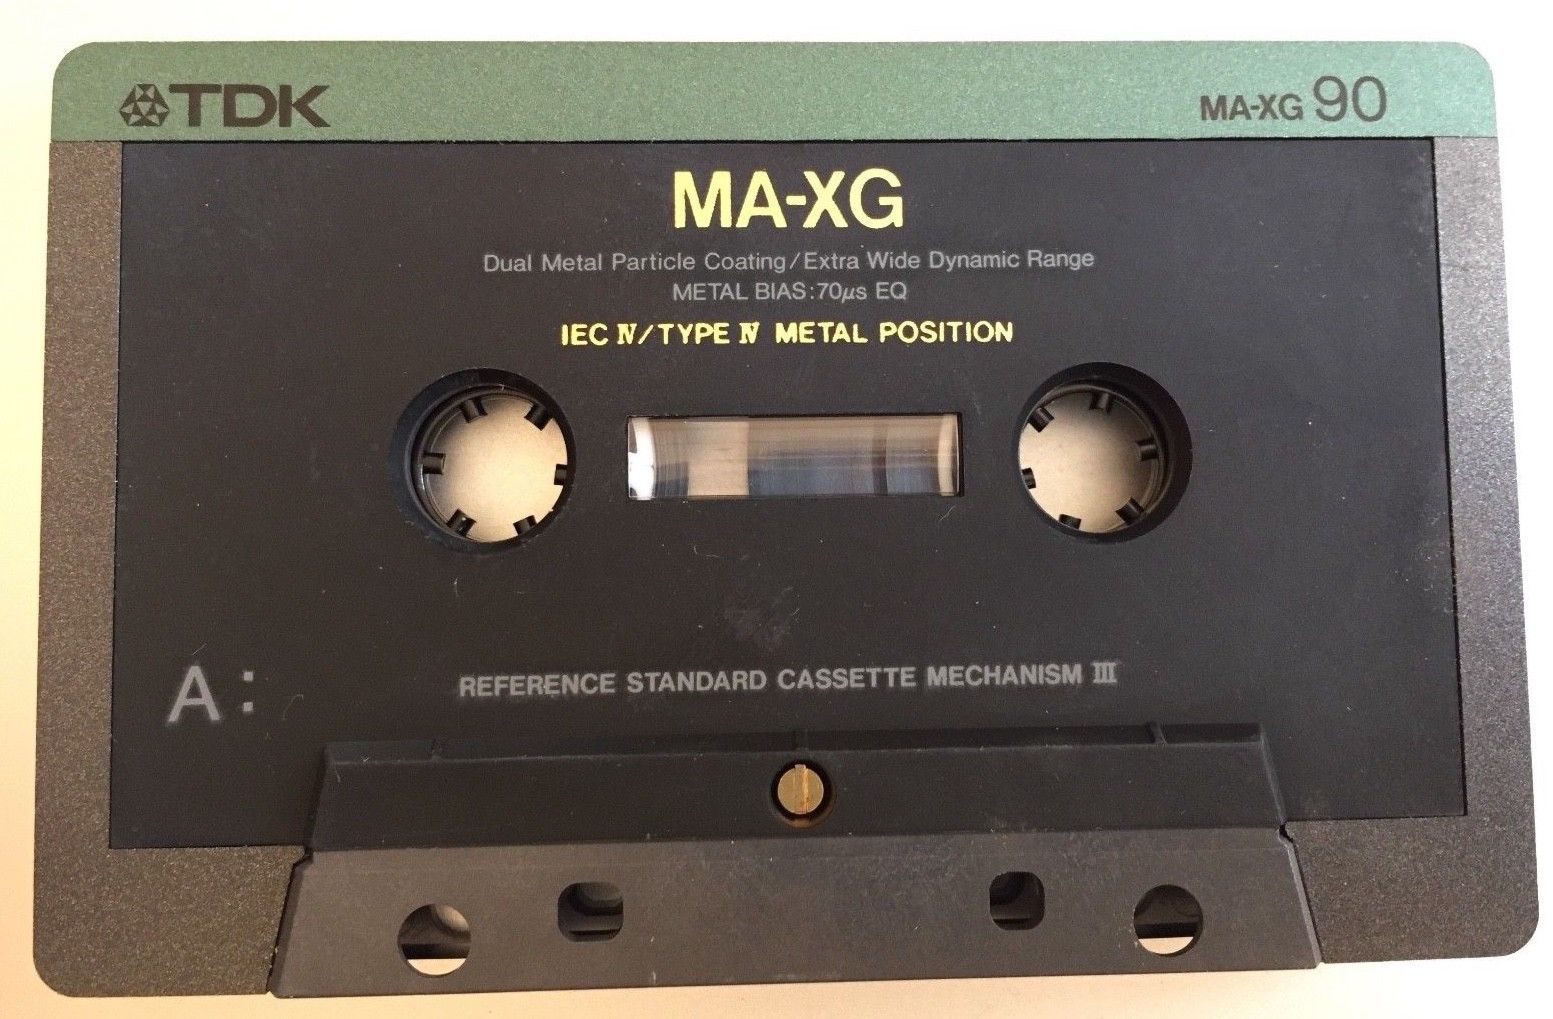 TDK
MA-XG 90
MA-XG
Dual Metal Particle Coating/Extra Wide Dynamic Range
METAL BIAS:70µs EQ
IEC Ⅳ/TYPE Ⅳ METAL POSITION
A:
REFERENCE STANDARD CASSETTE MECHANISM Ⅲ